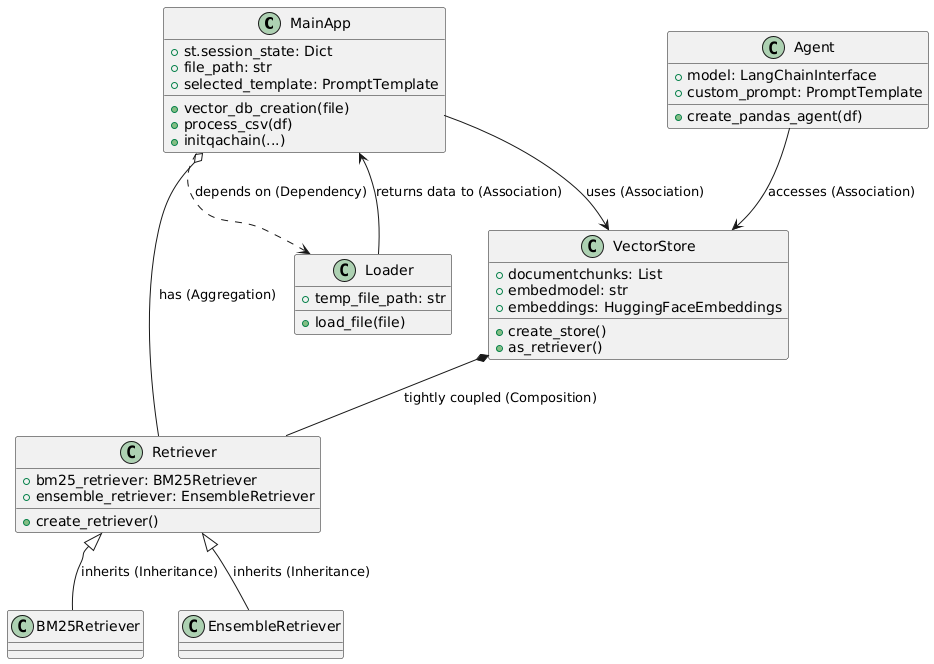 C MainApp
st.session_state: Dict
file_path: str
selected_template: PromptTemplate
vector_db_creation(file)
process_csv(df)
initqachain(...)
C Agent
model: LangChainInterface
custom_prompt: PromptTemplate
create_pandas_agent(df)
depends on (Dependency)
returns data to (Association)
uses (Association)
accesses (Association)
C Loader
temp_file_path: str
load_file(file)
C VectorStore
documentchunks: List
embedmodel: str
embeddings: HuggingFaceEmbeddings
create_store()
as_retriever()
has (Aggregation)
tightly coupled (Composition)
C Retriever
bm25_retriever: BM25Retriever
ensemble_retriever: EnsembleRetriever
create_retriever()
inherits (Inheritance)
inherits (Inheritance)
C BM25Retriever
C EnsembleRetriever